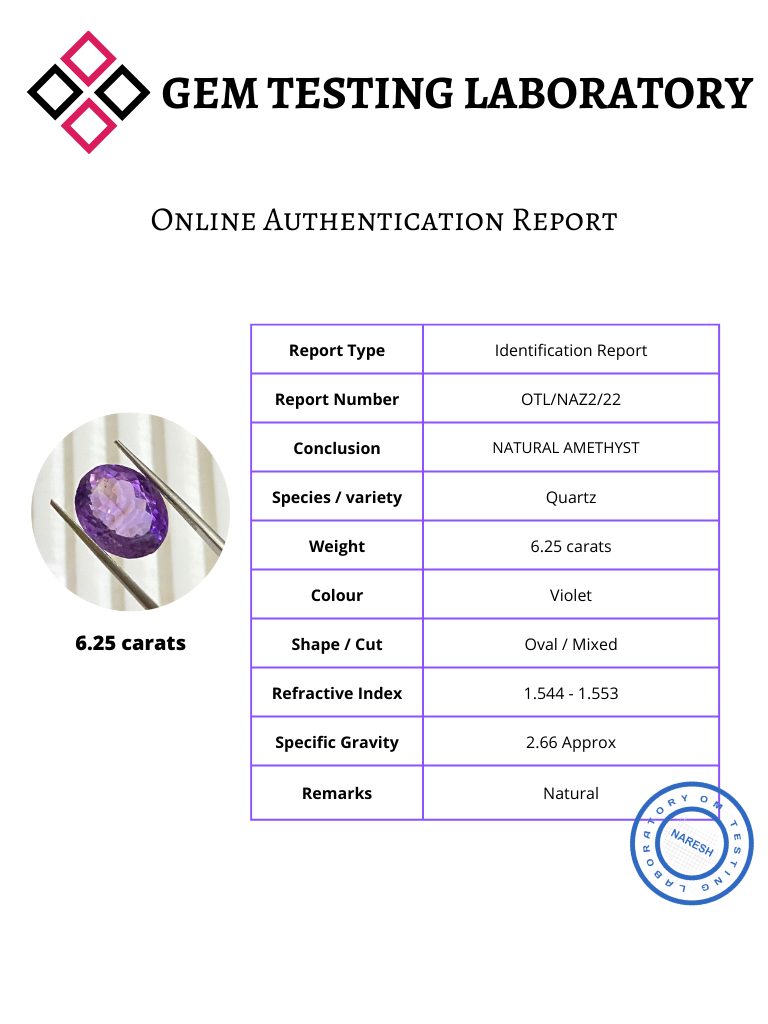 GEM TESTING LABORATORY
Online Authentication Report
Report Type Identification Report
Report Number OTL/NAZ2/22
Conclusion NATURAL AMETHYST
Species / variety Quartz
Weight 6.25 carats
Colour Violet
Shape / Cut Oval / Mixed
Refractive Index 1.544 - 1.553
Specific Gravity 2.66 Approx
Remarks Natural
6.25 carats
OM TESTING LABORATORY
NARESH